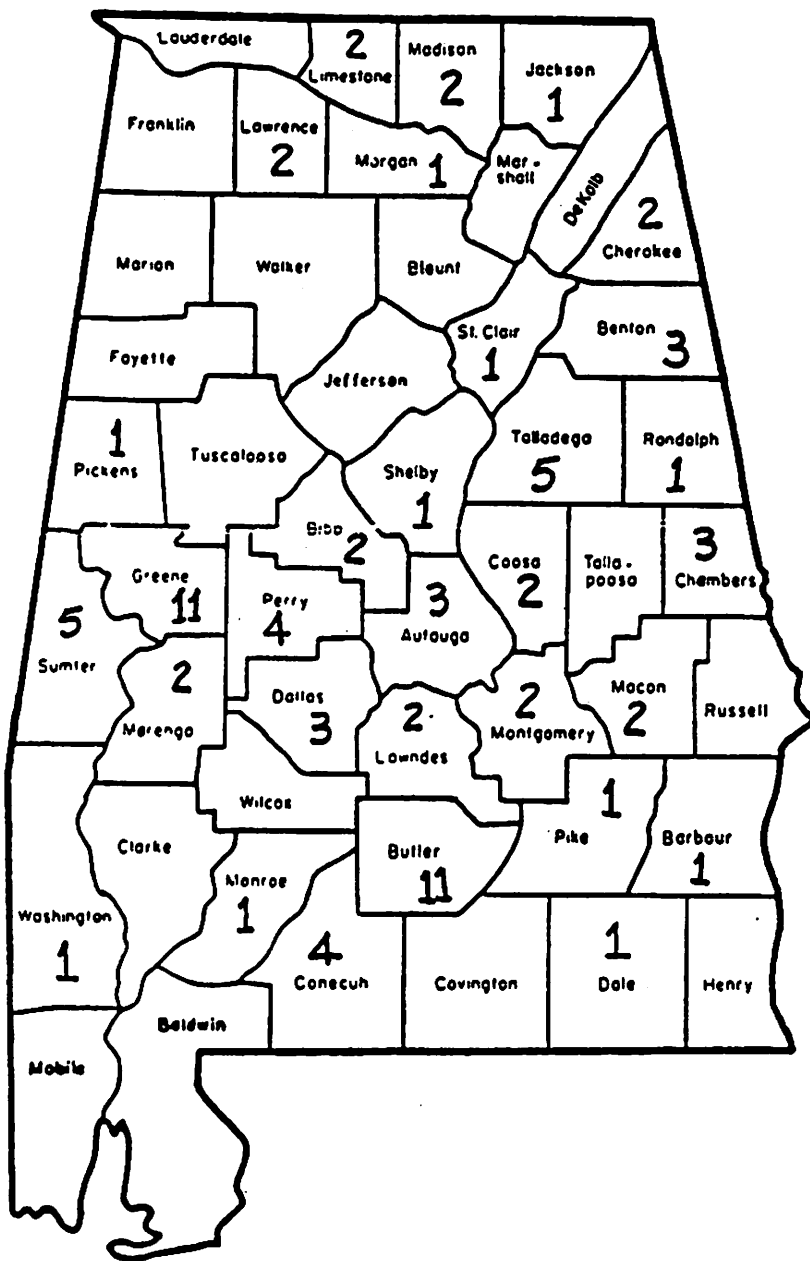 Lauderdale
2
Limestone
Madison
2
Jackson
1
Franklin
Lawrence
2
Morgan 1
Mar-
shall
DeKalb
2
Cherokee
Marion
Walker
Blount
St. Clair
1
Benton
3
Fayette
Jefferson
1
Pickens
Tuscaloosa
Shelby
1
Talladega
5
Randolph
1
Greene
11
Bibb
2
Coosa
2
Talla-
poosa
3
Chambers
5
Sumter
Perry
4
3
Autauga
2
Marengo
Dallas
3
2
Lowndes
2
Montgomery
Macon
2
Russell
Wilcox
Clarke
Butler
11
1
Pike
Barbour
1
Monroe
1
Washington
1
4
Conecuh
Covington
1
Dale
Henry
Baldwin
Mobile